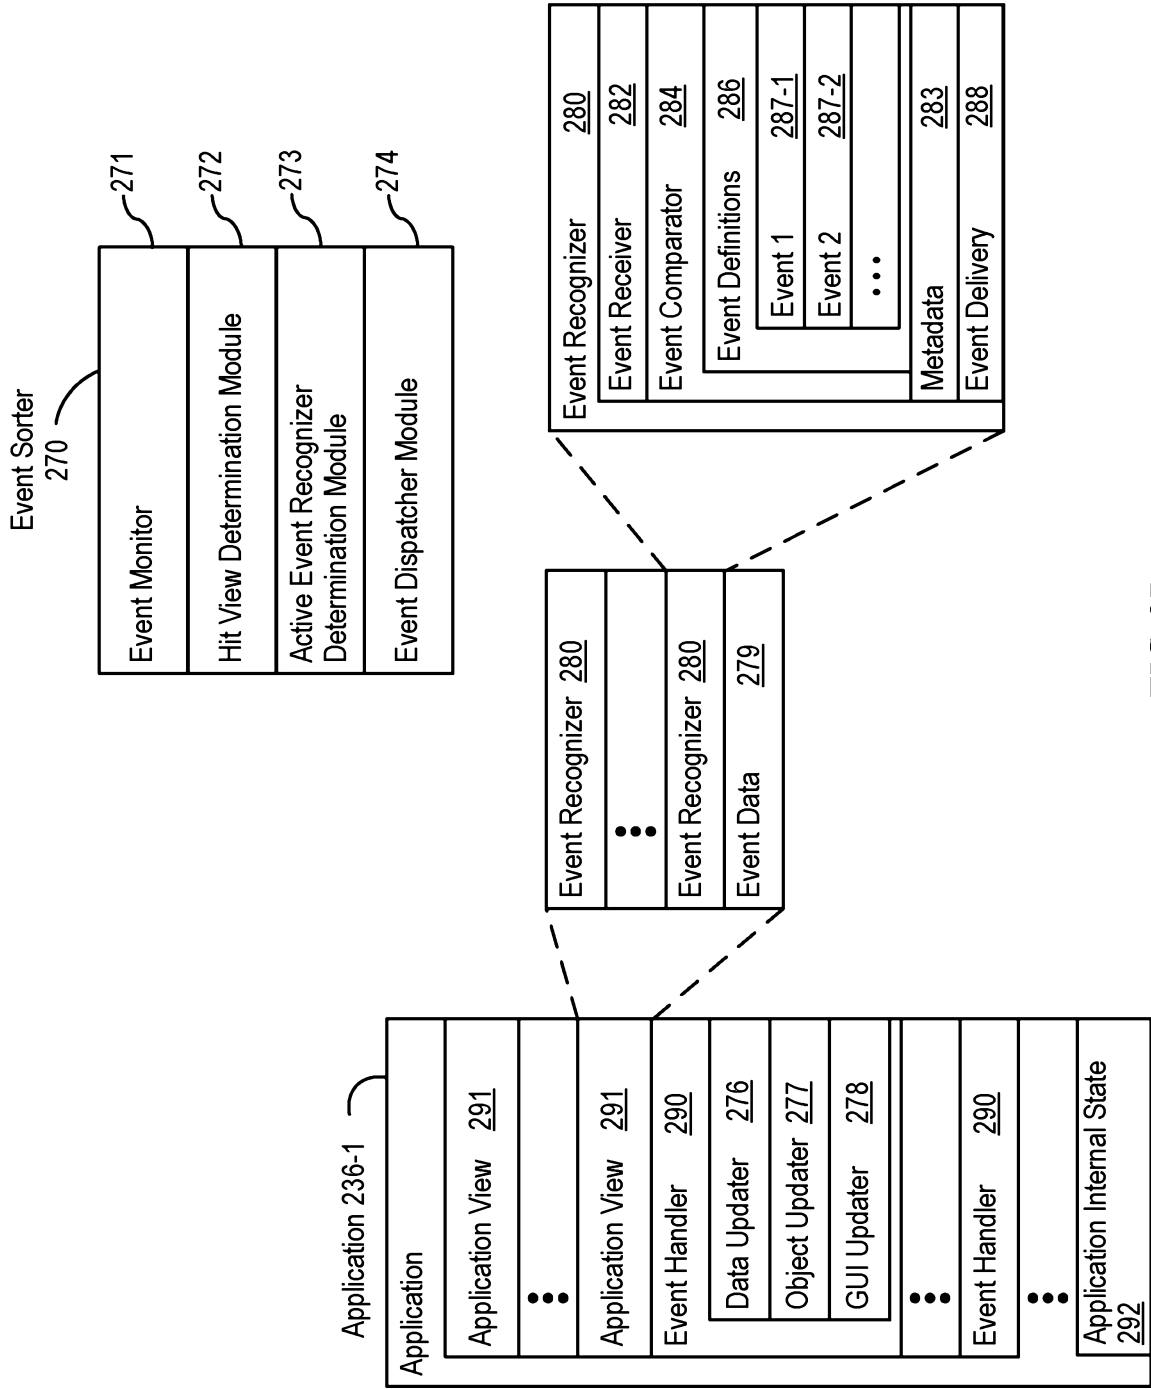 Event Sorter
270
Event Monitor
271
Hit View Determination Module
272
Active Event Recognizer
Determination Module
273
Event Dispatcher Module
274
Application 236-1
Application
Application View 291
Application View 291
Event Handler 290
Data Updater 276
Object Updater 277
GUI Updater 278
Event Handler 290
Application Internal State
292
Event Recognizer 280
Event Recognizer 280
Event Data 279
Event Recognizer 280
Event Receiver 282
Event Comparator 284
Event Definitions 286
Event 1 287-1
Event 2 287-2
Metadata 283
Event Delivery 288